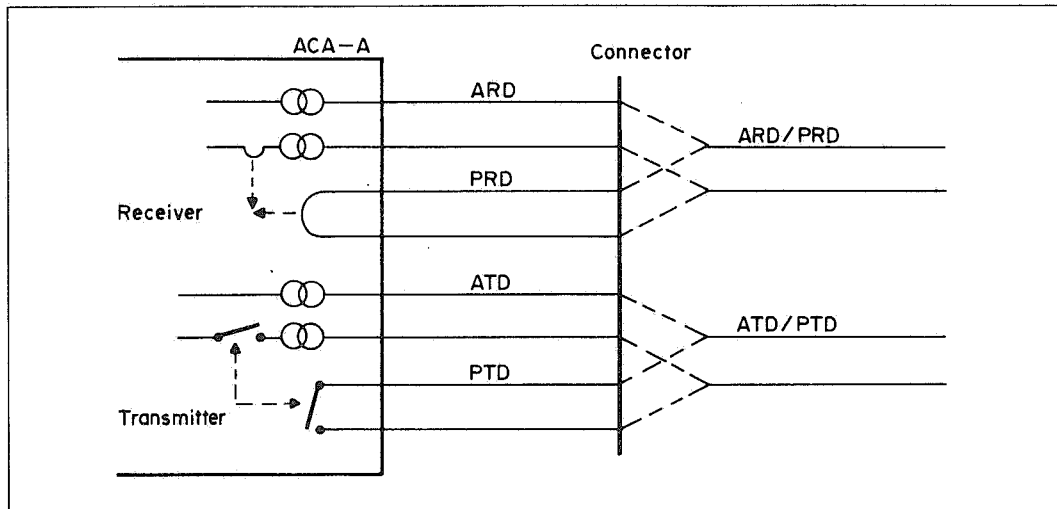 ACA-A
Connector
ARD
ARD/PRD
PRD
Receiver
ATD
ATD/PTD
PTD
Transmitter